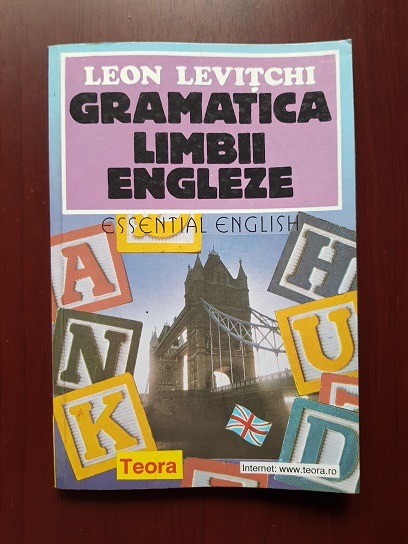 LEON LEVIȚCHI
GRAMATICA
LIMBII
ENGLEZE
ESSENTIAL ENGLISH
A
H
N
U
K
D
Teora
Internet: www.teora.ro